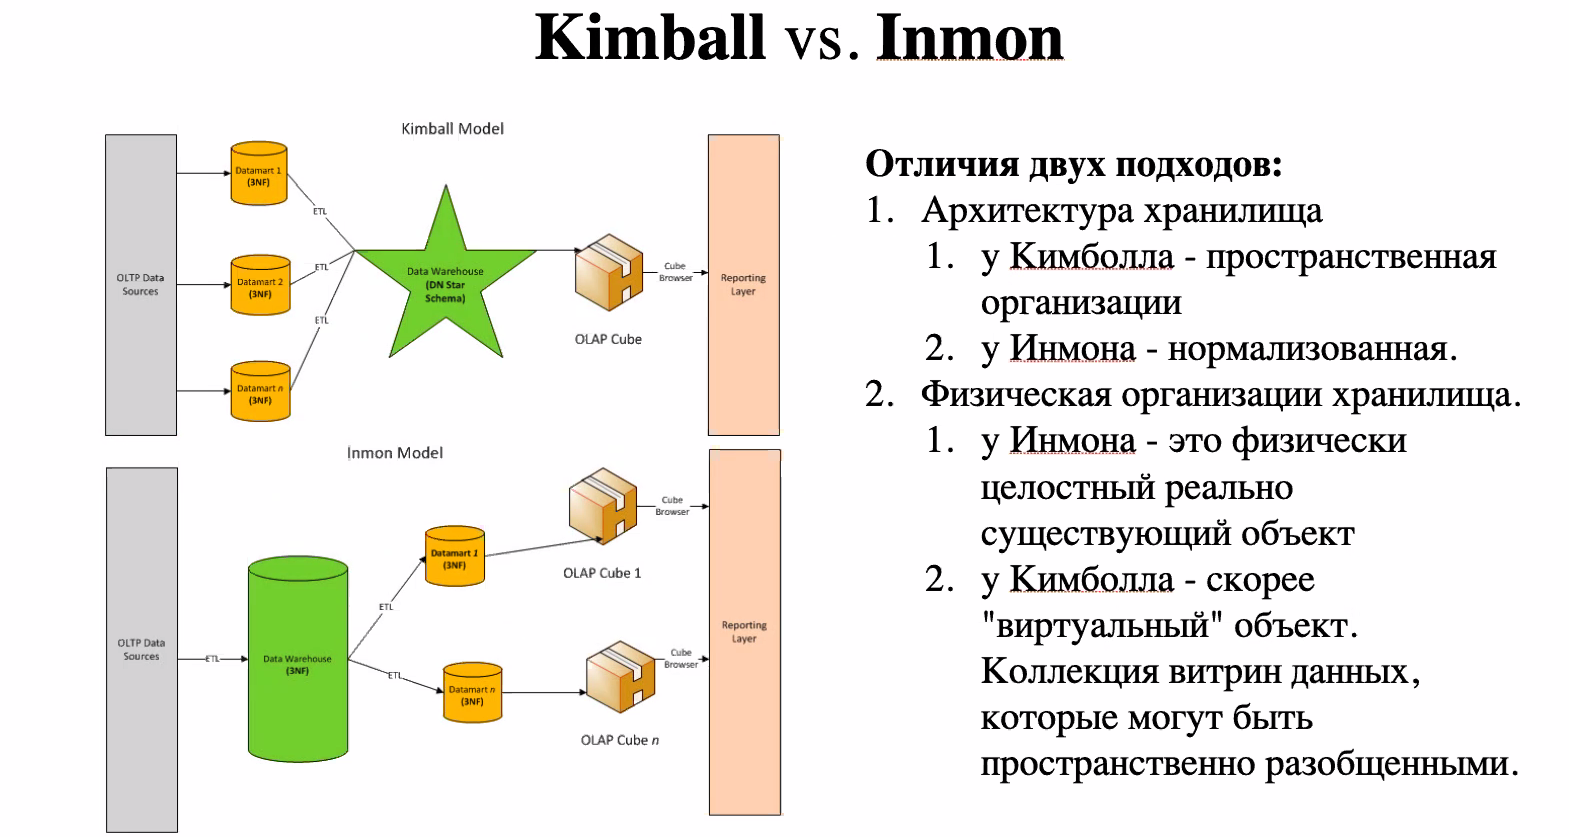 Kimball vs. Inmon
Kimball Model
OLTP Data
Sources
Datamart 1
(3NF)
ETL
Datamart 2
(3NF)
ETL
Datamart n
(3NF)
ETL
Data Warehouse
(DN Star
Schema)
OLAP Cube
Cube
Browser
Reporting
Layer
Inmon Model
OLTP Data
Sources
ETL
Data Warehouse
(3NF)
ETL
ETL
Datamart 1
(3NF)
Datamart n
(3NF)
OLAP Cube 1
OLAP Cube n
Cube
Browser
Cube
Browser
Reporting
Layer
Отличия двух подходов:
1. Архитектура хранилища
1. у Кимболла - пространственная
организации
2. у Инмона - нормализованная.
2. Физическая организации хранилища.
1. у Инмона - это физически
целостный реально
существующий объект
2. у Кимболла - скорее
"виртуальный" объект.
Коллекция витрин данных,
которые могут быть
пространственно разобщенными.